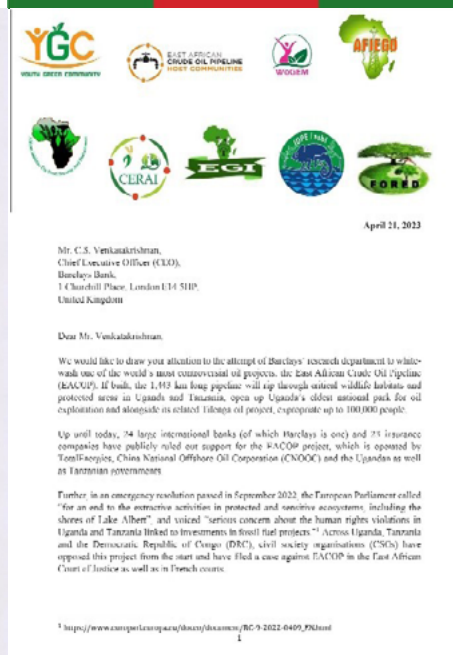 YGC
YOUTH GREEN COMMUNITY
EAST AFRICAN
CRUDE OIL PIPELINE
HOST COMMUNITIES
WOGEM
AFIEGO
CERAI
EGI
FORED
April 21, 2023
Mr. C.S. Venkatakrishnan,
Chief Executive Officer (CEO),
Barclays Bank,
1 Churchill Place, London E14 5HP,
United Kingdom
Dear Mr. Venkatakrishnan,
We would like to draw your attention to the attempt of Barclays' research department to white-
wash one of the world's most controversial oil projects, the East African Crude Oil Pipeline
(EACOP). If built, the 1,443 km long pipeline will rip through critical wildlife habitats and
protected areas in Uganda and Tanzania, open up Uganda's oldest national park for oil
exploration and alongside its related Tilenga oil project, expropriate up to 100,000 people.
Up until today, 24 large international banks (of which Barclays is one) and 23 insurance
companies have publicly ruled out support for the EACOP project, which is operated by
TotalEnergies, China National Offshore Oil Corporation (CNOOC) and the Ugandan as well
as Tanzanian governments.
Further, in an emergency resolution passed in September 2022, the European Parliament called
"for an end to the extractive activities in protected and sensitive ecosystems, including the
shores of Lake Albert", and voiced "serious concern about the human rights violations in
Uganda and Tanzania linked to investments in fossil fuel projects."¹ Across Uganda, Tanzania
and the Democratic Republic of Congo (DRC), civil society organisations (CSOs) have
opposed this project from the start and have filed a case against EACOP in the East African
Court of Justice as well as in French courts.
¹ https://www.europarl.europa.eu/doceo/document/RC-9-2022-0409_EN.html
1